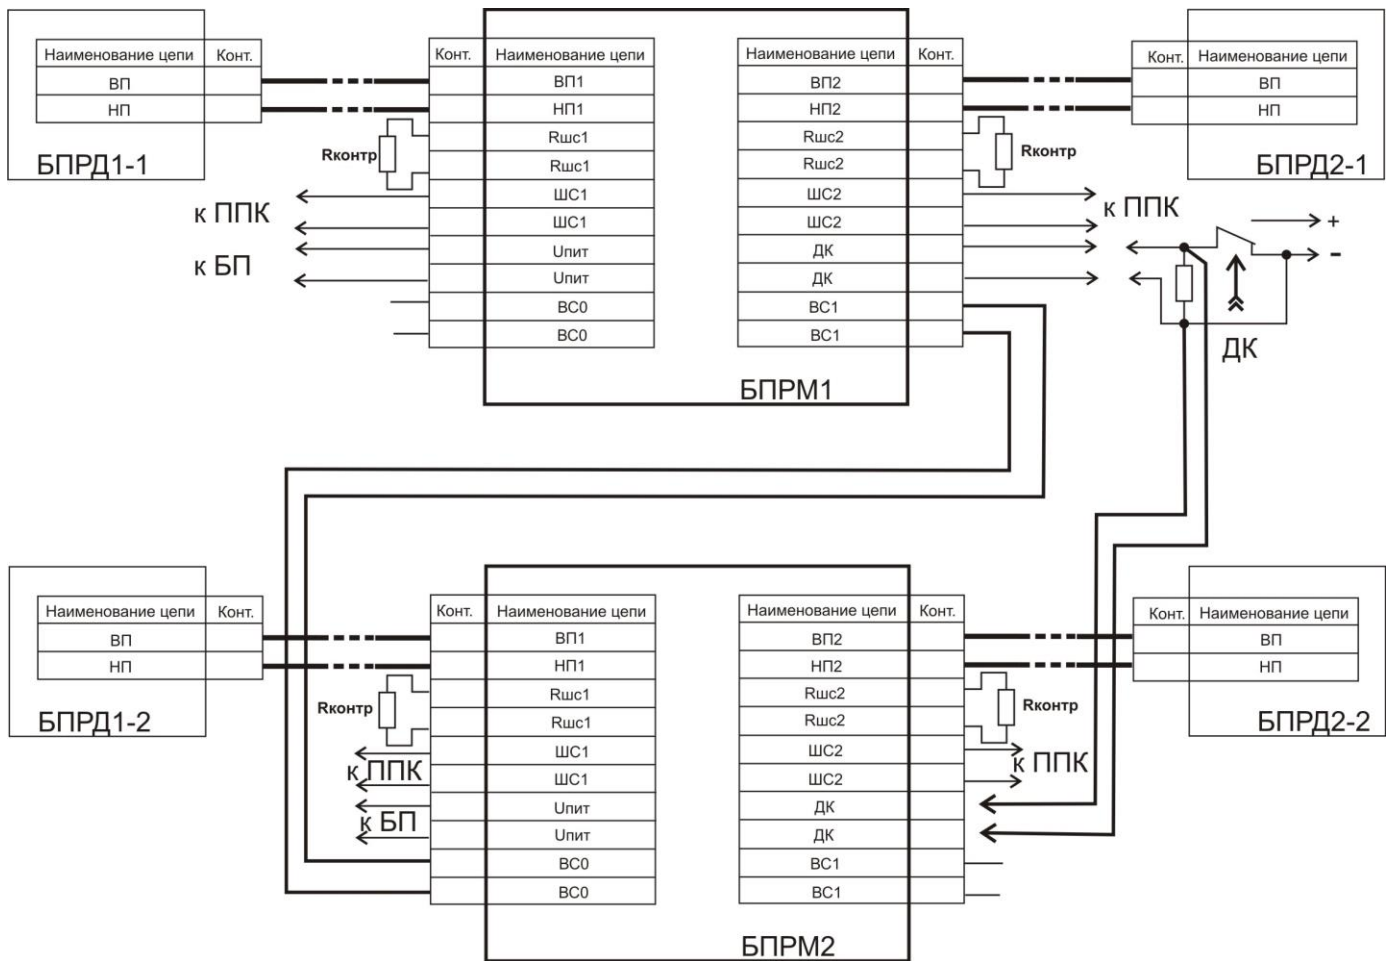 Наименование цепи Конт.
ВП
НП
БПРД1-1
Конт. Наименование цепи
ВП1
НП1
Rшс1
Rшс1
ШС1
ШС1
Uпит
Uпит
ВС0
ВС0
Rконтр
к ППК
к БП
Наименование цепи Конт.
ВП2
НП2
Rшс2
Rшс2
ШС2
ШС2
ДК
ДК
ВС1
ВС1
БПРМ1
Rконтр
к ППК
Конт. Наименование цепи
ВП
НП
БПРД2-1
+
-
ДК
Наименование цепи Конт.
ВП
НП
БПРД1-2
Конт. Наименование цепи
ВП1
НП1
Rшс1
Rшс1
ШС1
ШС1
Uпит
Uпит
ВС0
ВС0
Rконтр
к ППК
к БП
Наименование цепи Конт.
ВП2
НП2
Rшс2
Rшс2
ШС2
ШС2
ДК
ДК
ВС1
ВС1
БПРМ2
Rконтр
к ППК
Конт. Наименование цепи
ВП
НП
БПРД2-2